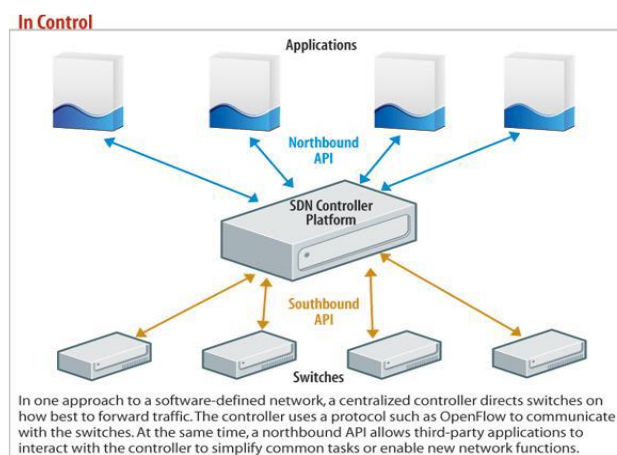 In Control
Applications
Northbound
API
SDN Controller
Platform
Southbound
API
Switches
In one approach to a software-defined network, a centralized controller directs switches on
how best to forward traffic. The controller uses a protocol such as OpenFlow to communicate
with the switches. At the same time, a northbound API allows third-party applications to
interact with the controller to simplify common tasks or enable new network functions.